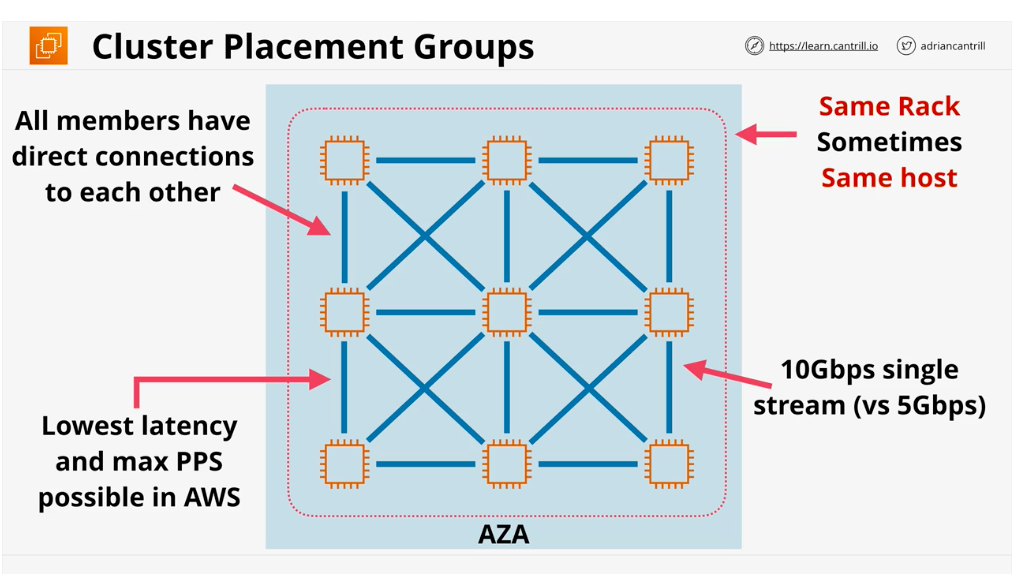 Cluster Placement Groups
https://learn.cantrill.io
adriancantrill
All members have
direct connections
to each other
Same Rack
Sometimes
Same host
10Gbps single
stream (vs 5Gbps)
Lowest latency
and max PPS
possible in AWS
AZA